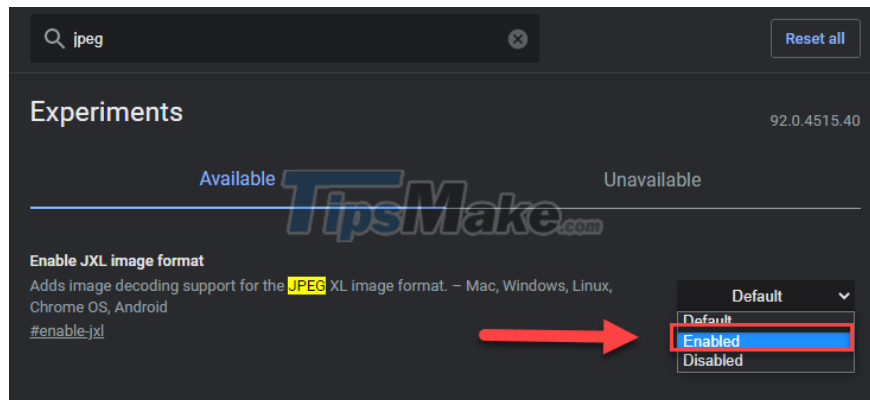 jpeg
Reset all
Experiments
92.0.4515.40
Available
Unavailable
TipsMake.com
Enable JXL image format
Adds image decoding support for the JPEG XL image format. – Mac, Windows, Linux,
Chrome OS, Android
#enable-jxl
Default
Default
Enabled
Disabled